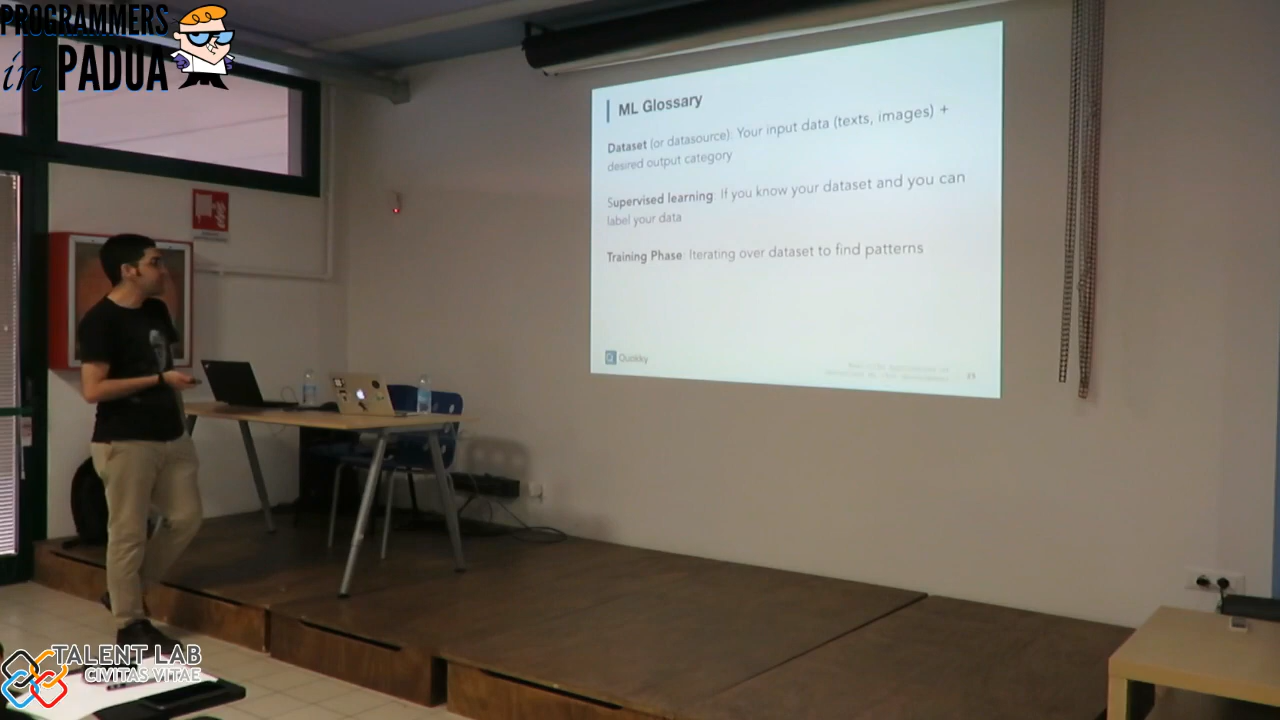 PROGRAMMERS
in PADUA
ML Glossary
Dataset (or datasource): Your input data (texts, images) +
desired output category
Supervised learning: If you know your dataset and you can
label your data
Training Phase: Iterating over dataset to find patterns
Q Quokky
TALENT LAB
CIVITAS VITAE